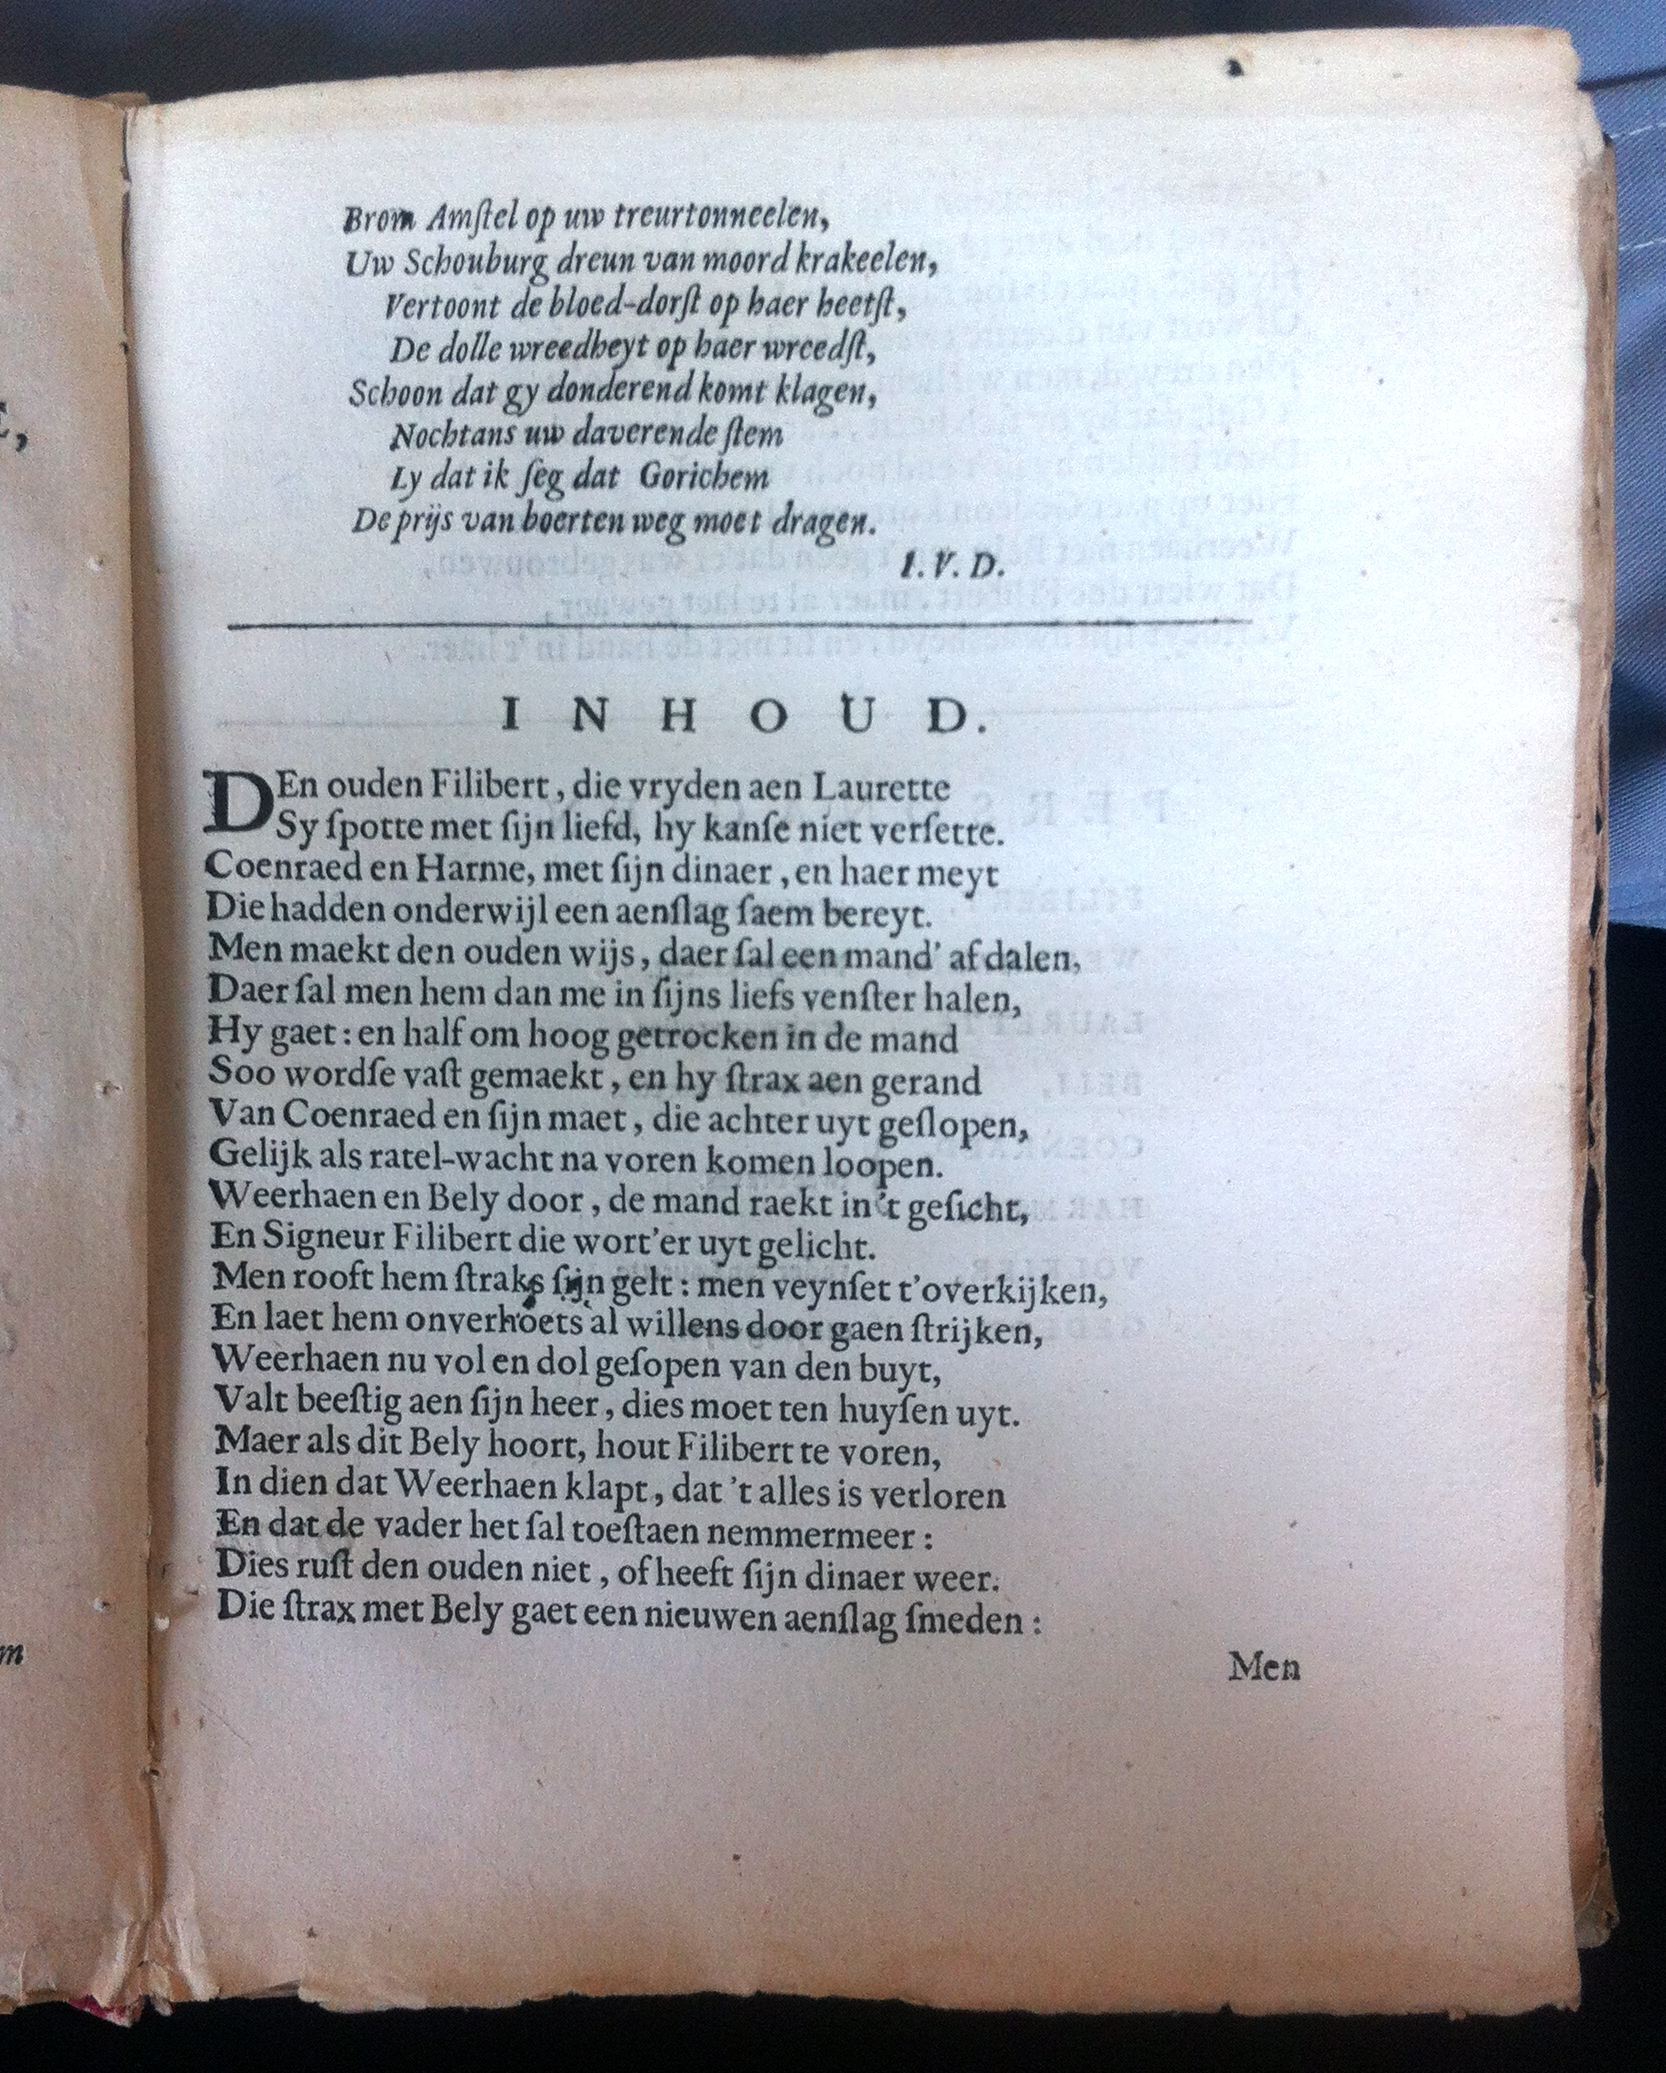 Brom Amſtel op uw treurtonneelen,
Uw Schouburg dreun van moord krakeelen,
Vertoont de bloed-dorſt op haer heetſt,
De dolle wreedheyt op haer wreedſt,
Schoon dat gy donderend komt klagen,
Nochtans uw daverende ſtem
Ly dat ik ſeg dat Gorichem
De prijs van boerten weg moet dragen.
I. V. D.
INHOUD.
DEn ouden Filibert, die vryden aen Laurette
Sy ſpotte met ſijn liefd, hy kanſe niet verſette.
Coenraed en Harme, met ſijn dinaer, en haer meyt
Die hadden onderwijl een aenſlag ſaem bereyt.
Men maekt den ouden wijs, daer ſal een mand' af dalen,
Daer ſal men hem dan me in ſijns liefs venſter halen,
Hy gaet: en half om hoog getrocken in de mand
Soo wordſe vaſt gemaekt, en hy ſtrax aen gerand
Van Coenraed en ſijn maet, die achter uyt geſlopen,
Gelijk als ratel-wacht na voren komen loopen.
Weerhaen en Bely door, de mand raekt in 't geſicht,
En Signeur Filibert die wort'er uyt gelicht.
Men rooft hem ſtraks ſijn gelt: men veynſet t'overkijken,
En laet hem onverhoets al willens door gaen ſtrijken,
Weerhaen nu vol en dol geſopen van den buyt,
Valt beeſtig aen ſijn heer, dies moet ten huyſen uyt.
Maer als dit Bely hoort, hout Filibert te voren,
In dien dat Weerhaen klapt, dat 't alles is verloren
En dat de vader het ſal toeſtaen nemmermeer:
Dies ruſt den ouden niet, of heeft ſijn dinaer weer.
Die ſtrax met Bely gaet een nieuwen aenſlag ſmeden:
Men